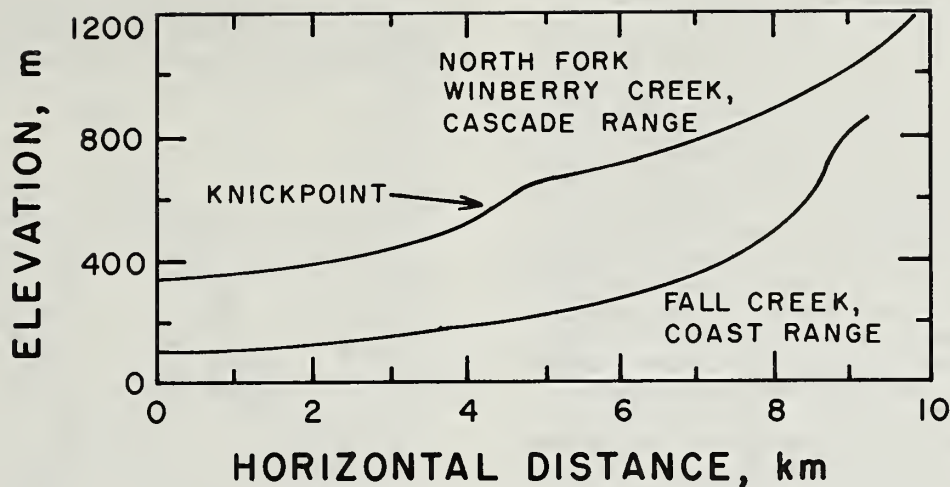 ELEVATION, m
1200
800
400
0
NORTH FORK
WINBERRY CREEK,
CASCADE RANGE
KNICKPOINT
FALL CREEK,
COAST RANGE
0 2 4 6 8 10
HORIZONTAL DISTANCE, km